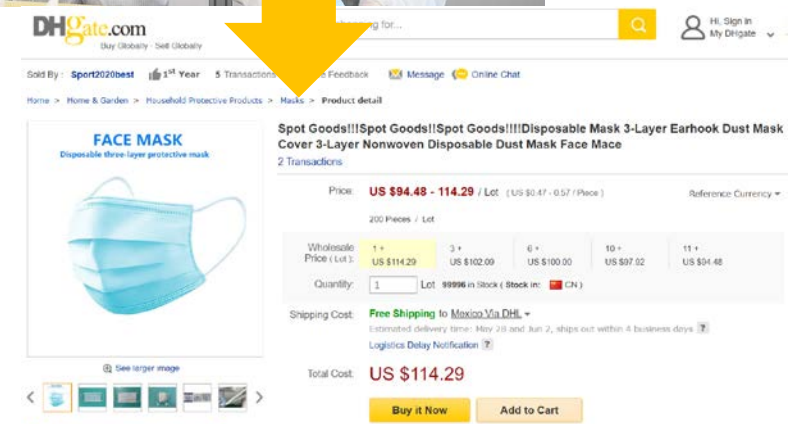 DHgate.com
Buy Globally · Sell Globally
for...
Hi, Sign in
My DHgate
Sold By : Sport2020best 1st Year 5 Transactions Feedback Message Online Chat
Home > Home & Garden > Household Protective Products > Masks > Product detail
FACE MASK
Disposable three-layer protective mask
Spot Goods!!!Spot Goods!!Spot Goods!!!!Disposable Mask 3-Layer Earhook Dust Mask
Cover 3-Layer Nonwoven Disposable Dust Mask Face Mace
2 Transactions
Price: US $94.48 - 114.29 / Lot ( US $0.47 - 0.57 / Piece ) Reference Currency
200 Pieces / Lot
Wholesale Price ( Lot ):
1 + 3 + 6 + 10 + 11 +
US $114.29 US $102.09 US $100.00 US $97.02 US $94.48
Quantity: 1 Lot 99996 in Stock ( Stock in: CN )
Shipping Cost: Free Shipping to Mexico Via DHL
Estimated delivery time: May 28 and Jun 2, ships out within 4 business days ?
Logistics Delay Notification ?
See larger image
Total Cost: US $114.29
Buy it Now Add to Cart